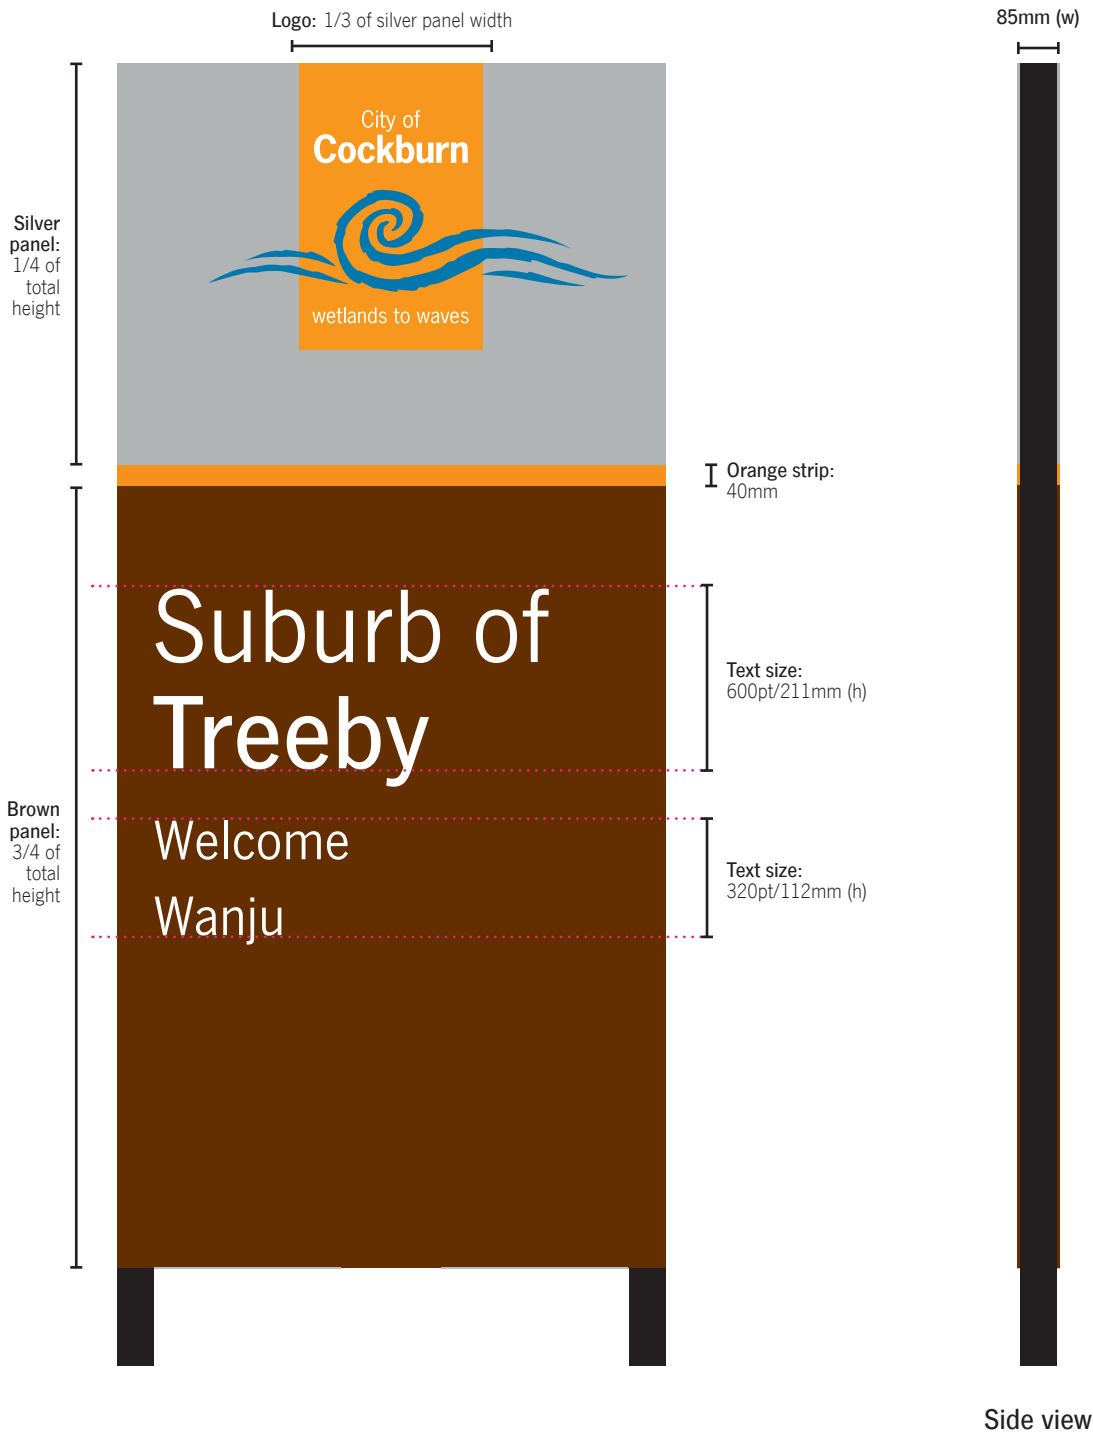 Logo: 1/3 of silver panel width
85mm (w)
City of
Cockburn
wetlands to waves
Silver
panel:
1/4 of
total
height
Orange strip:
40mm
Suburb of
Treeby
Text size:
600pt/211mm (h)
Brown
panel:
3/4 of
total
height
Welcome
Wanju
Text size:
320pt/112mm (h)
Side view